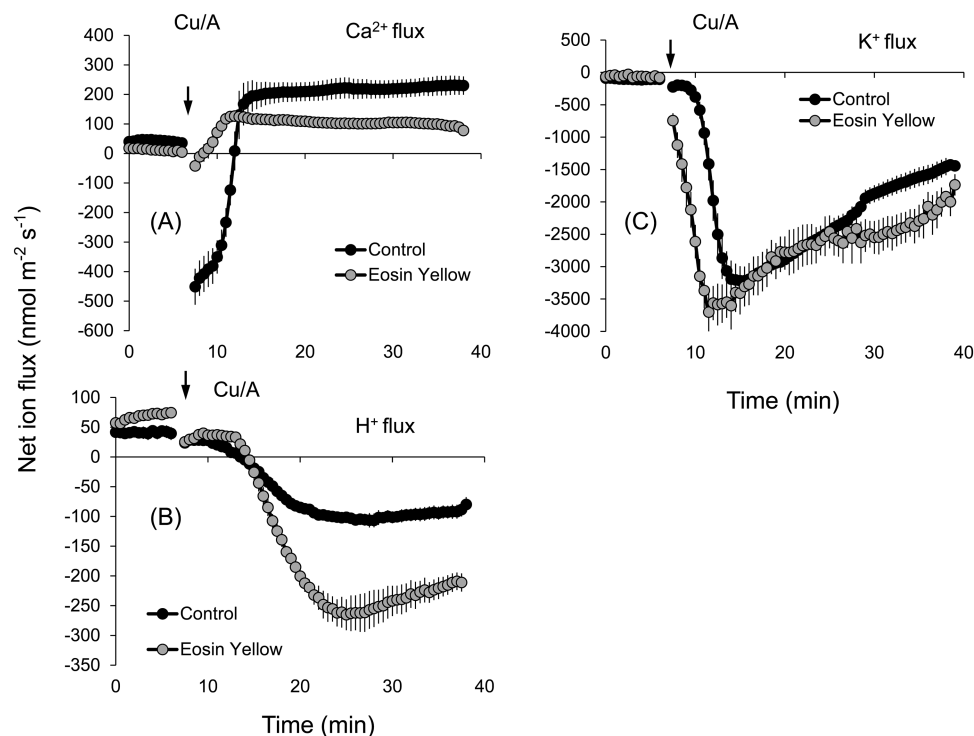 Net ion flux (nmol m⁻² s⁻¹)
Cu/A
Ca²⁺ flux
400
300
200
100
0
-100
-200
-300
-400
-500
-600
(A)
Control
Eosin Yellow
0 10 20 30 40
Cu/A
H⁺ flux
100
50
0
-50
-100
-150
-200
-250
-300
-350
(B)
Control
Eosin Yellow
0 10 20 30 40
Time (min)
Cu/A
K⁺ flux
500
0
-500
-1000
-1500
-2000
-2500
-3000
-3500
-4000
Control
Eosin Yellow
(C)
0 10 20 30 40
Time (min)